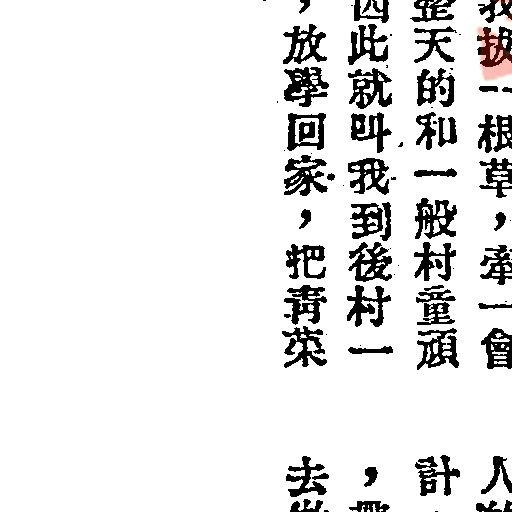 拔一根草，牽一會
整天的和一般村童頑
因此就叫我到後村一
，放學回家，把青菜
人
計
，
去